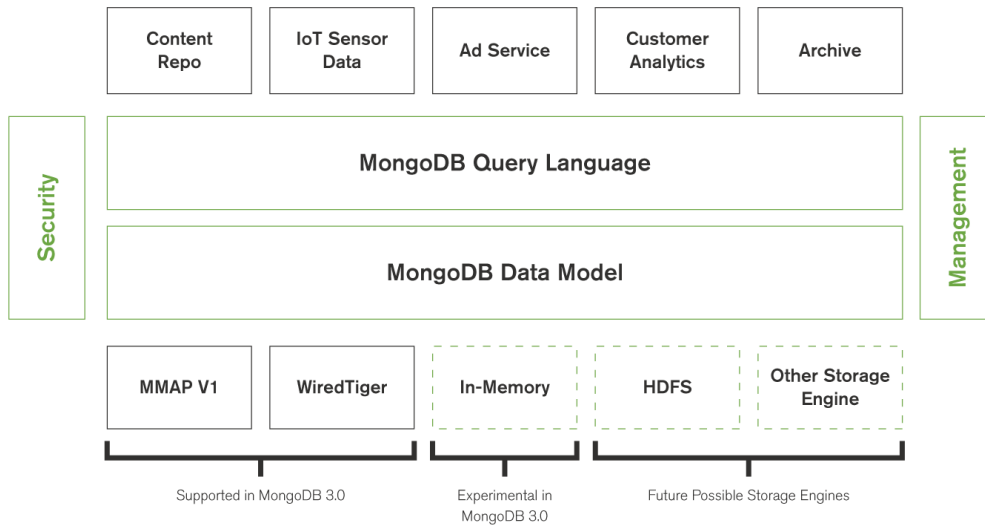 Content
Repo
IoT Sensor
Data
Ad Service
Customer
Analytics
Archive
Security
MongoDB Query Language
Management
MongoDB Data Model
MMAP V1
WiredTiger
In-Memory
HDFS
Other Storage
Engine
Supported in MongoDB 3.0
Experimental in
MongoDB 3.0
Future Possible Storage Engines